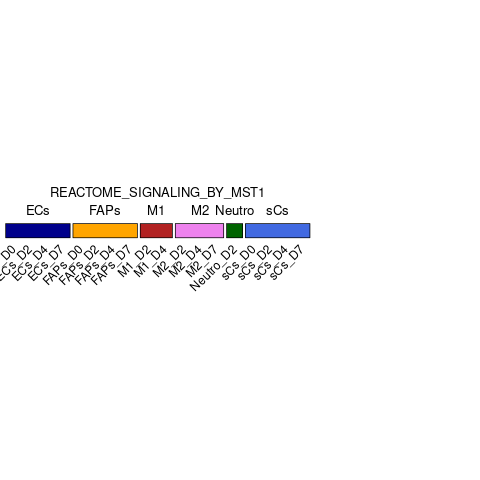 REACTOME_SIGNALING_BY_MST1
ECs FAPs M1 M2 Neutro sCs
ECs_D0 ECs_D2 ECs_D4 ECs_D7 FAPs_D0 FAPs_D2 FAPs_D4 FAPs_D7 M1_D2 M1_D4 M2_D2 M2_D4 M2_D7 Neutro_D2 sCs_D0 sCs_D2 sCs_D4 sCs_D7